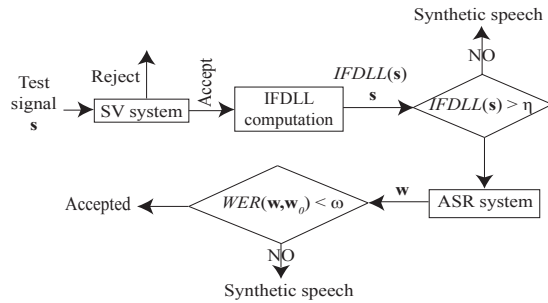 Synthetic speech
NO
Reject
Accept
Test
signal
s
SV system
IFDLL
computation
IFDLL(s)
s
IFDLL(s) > η
ASR system
w
WER(w,w₀) < ω
Accepted
NO
Synthetic speech